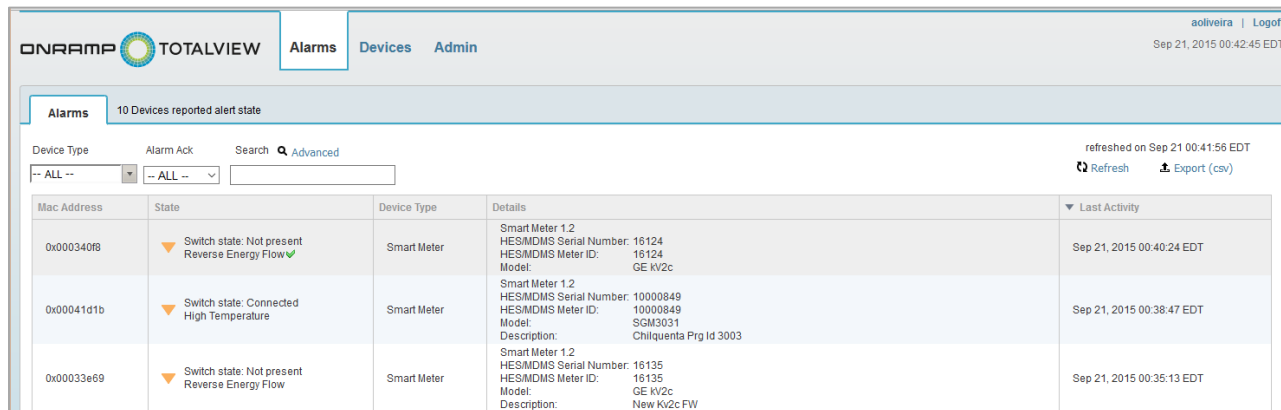 aoliveira | Logof
ONRAMP TOTALVIEW Alarms Devices Admin
Sep 21, 2015 00:42:45 EDT
Alarms 10 Devices reported alert state
Device Type Alarm Ack Search Advanced
refreshed on Sep 21 00:41:56 EDT
-- ALL -- -- ALL --
Refresh Export (csv)
Mac Address State Device Type Details Last Activity
0x000340f8
Switch state: Not present
Reverse Energy Flow
Smart Meter
Smart Meter 1.2
HES/MDMS Serial Number: 16124
HES/MDMS Meter ID: 16124
Model: GE kV2c
Sep 21, 2015 00:40:24 EDT
0x00041d1b
Switch state: Connected
High Temperature
Smart Meter
Smart Meter 1.2
HES/MDMS Serial Number: 10000849
HES/MDMS Meter ID: 10000849
Model: SGM3031
Description: Chilquenta Prg Id 3003
Sep 21, 2015 00:38:47 EDT
0x00033e69
Switch state: Not present
Reverse Energy Flow
Smart Meter
Smart Meter 1.2
HES/MDMS Serial Number: 16135
HES/MDMS Meter ID: 16135
Model: GE kV2c
Description: New Kv2c FW
Sep 21, 2015 00:35:13 EDT